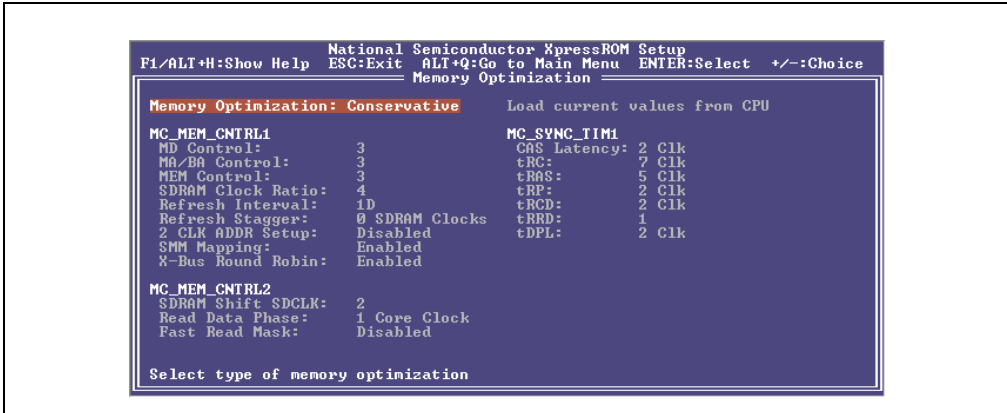 National Semiconductor XpressROM Setup
F1/ALT+H:Show Help ESC:Exit ALT+Q:Go to Main Menu ENTER:Select +/-:Choice
Memory Optimization
Memory Optimization: Conservative Load current values from CPU
MC_MEM_CNTRL1 MC_SYNC_TIM1
MD Control: 3 CAS Latency: 2 Clk
MA/BA Control: 3 tRC: 7 Clk
MEM Control: 3 tRAS: 5 Clk
SDRAM Clock Ratio: 4 tRP: 2 Clk
Refresh Interval: 1D tRCD: 2 Clk
Refresh Stagger: 0 SDRAM Clocks tRRD: 1
2 CLK ADDR Setup: Disabled tDPL: 2 Clk
SMM Mapping: Enabled
X-Bus Round Robin: Enabled
MC_MEM_CNTRL2
SDRAM Shift SDCLK: 2
Read Data Phase: 1 Core Clock
Fast Read Mask: Disabled
Select type of memory optimization